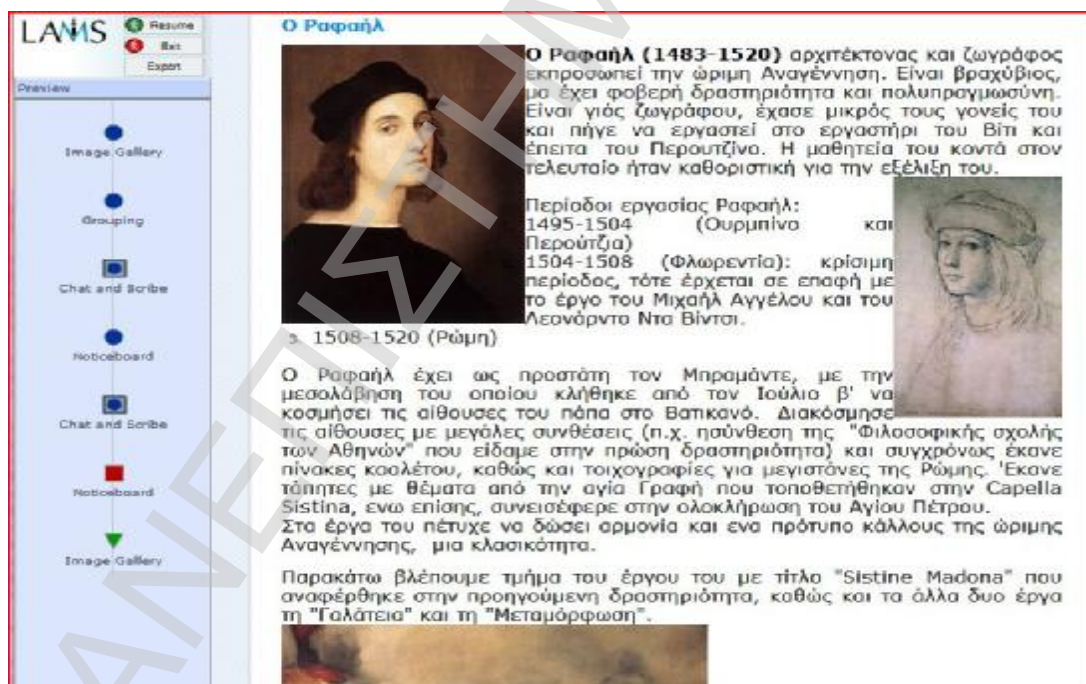 LAMS
Resume
Exit
Export
Preview
Image Gallery
Grouping
Chat and Scribe
Noticeboard
Chat and Scribe
Noticeboard
Image Gallery
Ο Ραφαήλ
Ο Ραφαήλ (1483-1520) αρχιτέκτονας και ζωγράφος
εκπροσωπεί την ώριμη Αναγέννηση. Είναι βραχύβιος,
μα έχει φοβερή δραστηριότητα και πολυπραγμωσύνη.
Είναι γιός ζωγράφου, έχασε μικρός τους γονείς του
και πήγε να εργαστεί στο εργαστήρι του Βίτι και
έπειτα του Περουτζίνο. Η μαθητεία του κοντά στον
τελευταίο ήταν καθοριστική για την εξέλιξη του.
Περίοδοι εργασίας Ραφαήλ:
1495-1504 (Ουρμπίνο και
Περούτζια)
1504-1508 (Φλωρεντία): κρίσιμη
περίοδος, τότε έρχεται σε επαφή με
το έργο του Μιχαήλ Αγγέλου και του
Λεονάρντο Ντα Βίντσι.
3. 1508-1520 (Ρώμη)
Ο Ραφαήλ έχει ως προστάτη τον Μπραμάντε, με την
μεσολάβηση του οποίου κλήθηκε από τον Ιούλιο β' να
κοσμήσει τις αίθουσες του πάπα στο Βατικανό. Διακόσμησε
τις αίθουσες με μεγάλες συνθέσεις (π.χ. ησύνθεση της "Φιλοσοφικής σχολής
των Αθηνών" που είδαμε στην πρώση δραστηριότητα) και συγχρόνως έκανε
πίνακες καβλέτου, καθώς και τοιχογραφίες για μεγιστάνες της Ρώμης. Έκανε
τάπητες με θέματα από την αγία Γραφή που τοποθετήθηκαν στην Capella
Sistina, ενω επίσης, συνεισέφερε στην ολοκλήρωση του Αγίου Πέτρου.
Στα έργα του πέτυχε να δώσει αρμονία και ενα πρότυπο κάλλους της ώριμης
Αναγέννησης, μια κλασικότητα.
Παρακάτω βλέπουμε τμήμα του έργου του με τίτλο "Sistine Madona" που
αναφέρθηκε στην προηγούμενη δραστηριότητα, καθώς και τα άλλα δυο έργα
τη "Γαλάτεια" και τη "Μεταμόρφωση".